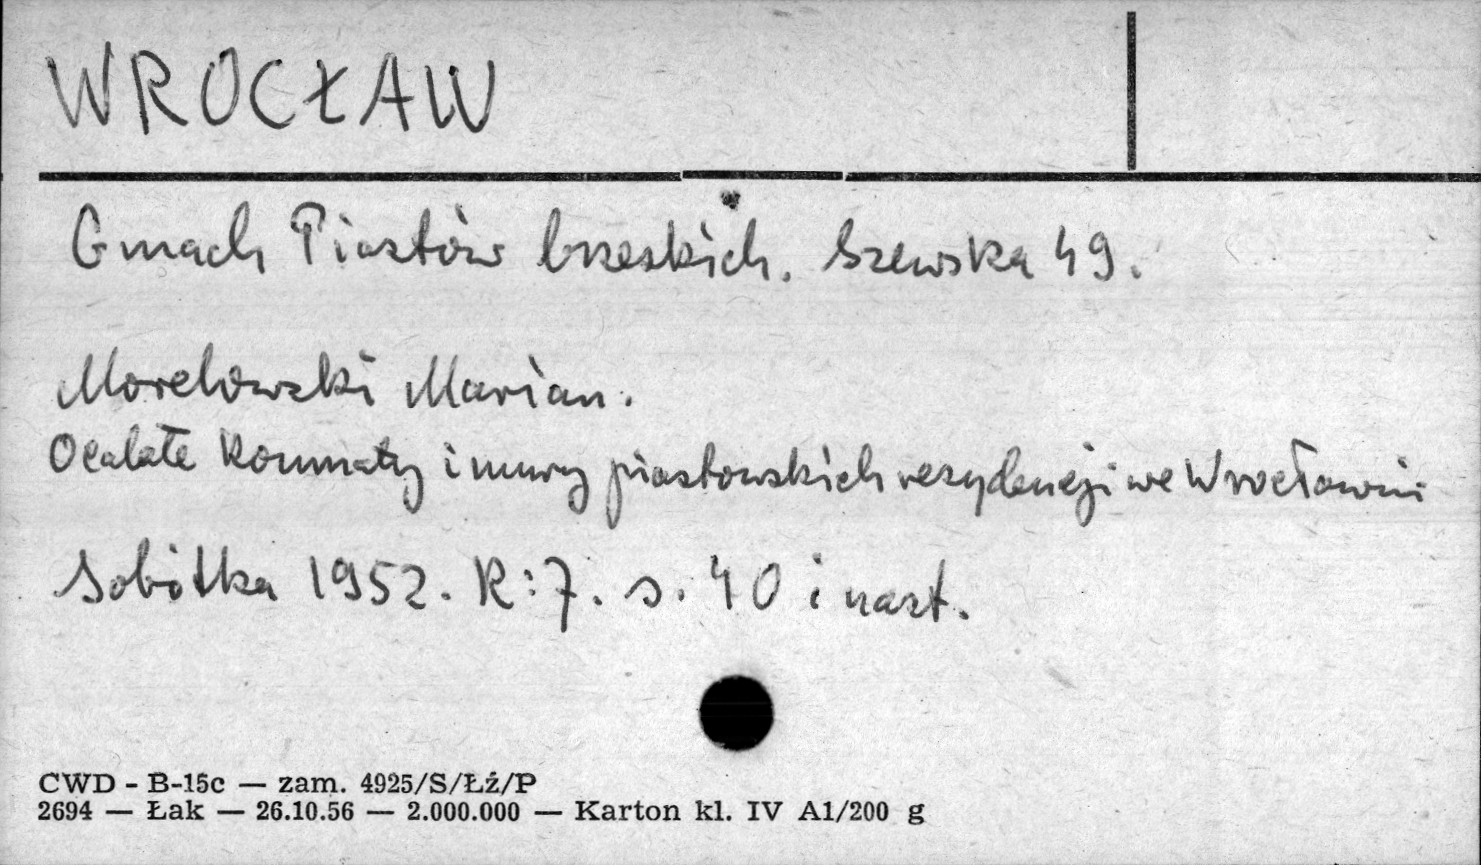 WROCŁAW
Gmach Piastów brzeskich. Szewska 49.
Morelowski Marian.
Ocalałe komnaty i mury piastowskich rezydencji we Wrocławiu
Sobótka 1952. R:7. s. 40 i nast.
CWD - B-15c — zam. 4925/S/Łź/P
2694 — Łak — 26.10.56 — 2.000.000 — Karton kl. IV A1/200 g